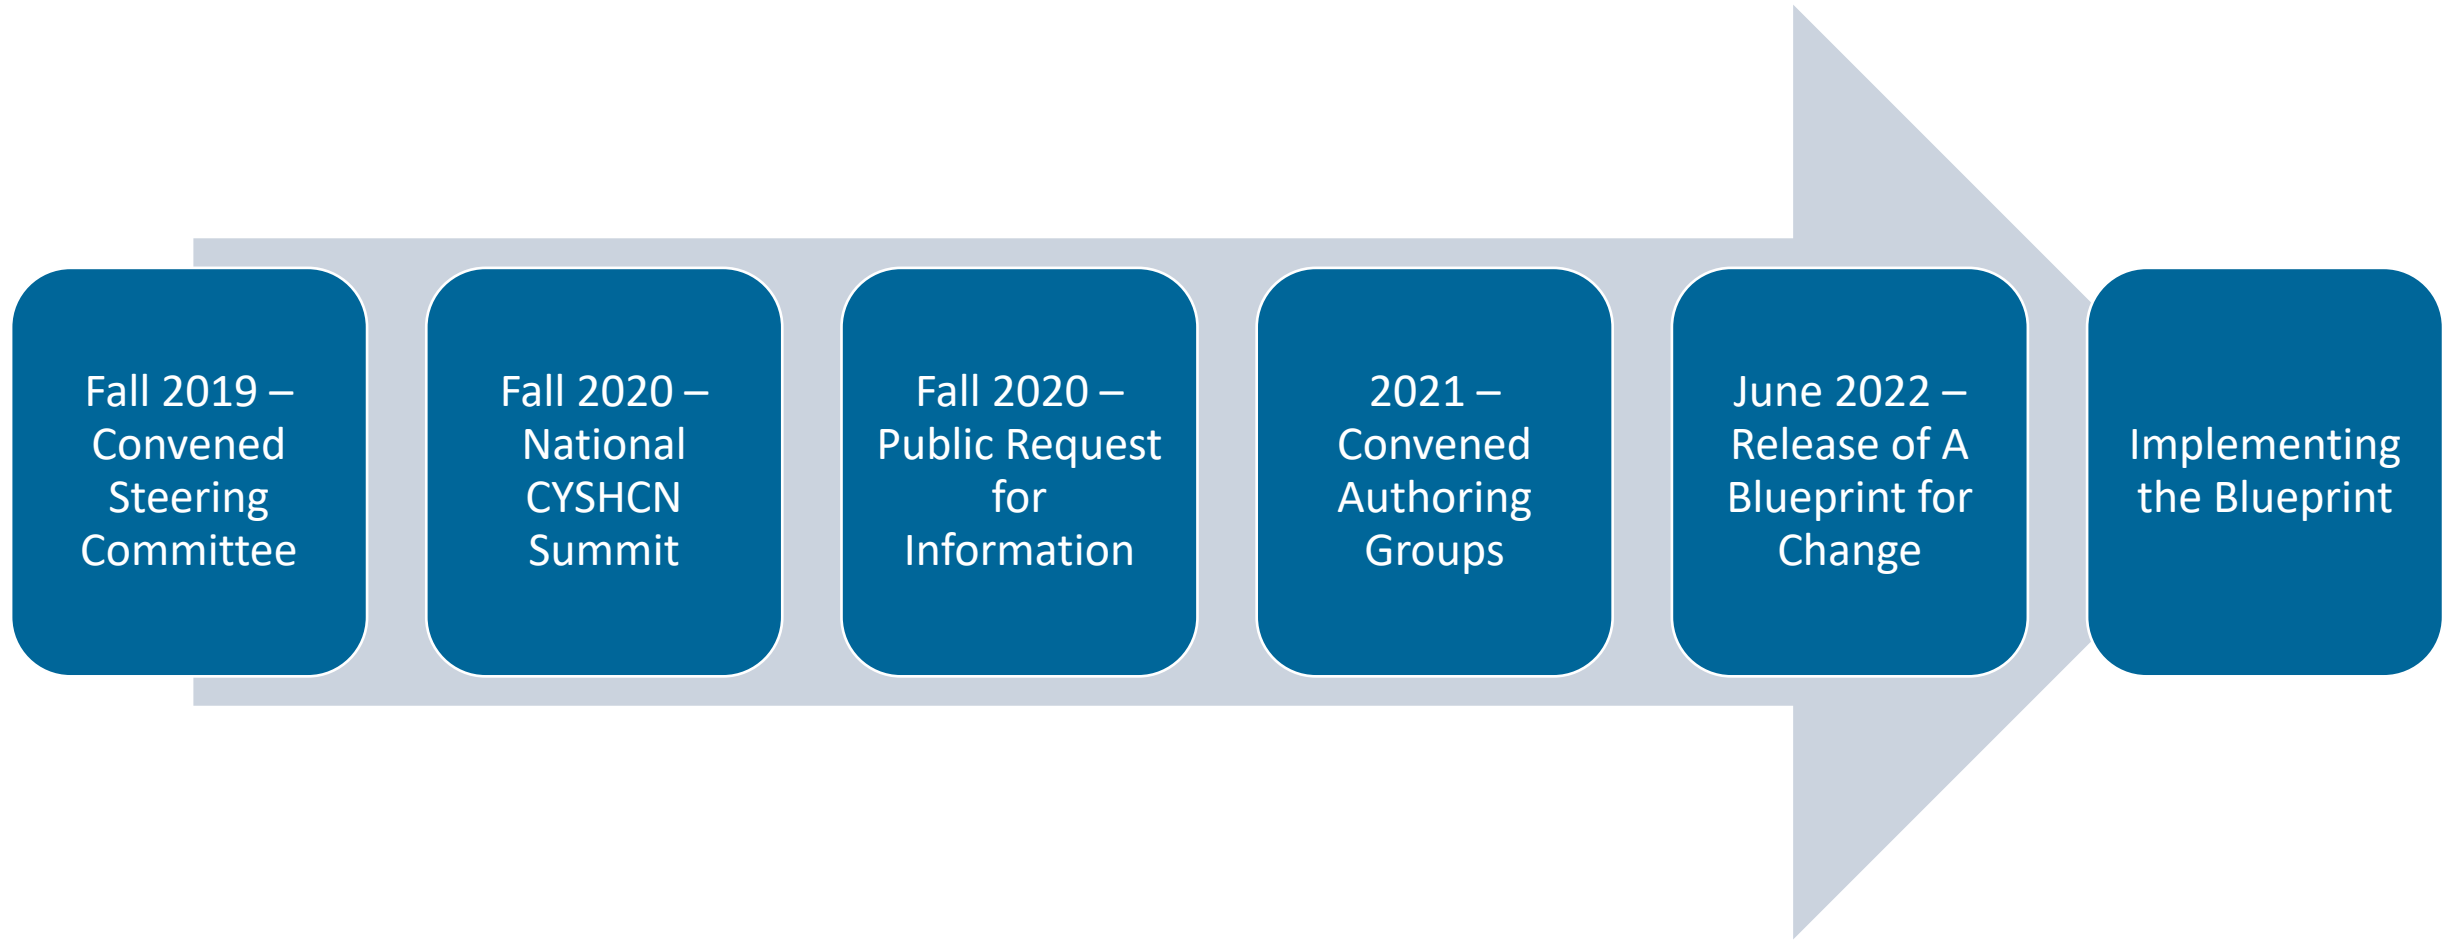 Fall 2019 –
Convened
Steering
Committee
Fall 2020 –
National
CYSHCN
Summit
Fall 2020 –
Public Request
for
Information
2021 –
Convened
Authoring
Groups
June 2022 –
Release of A
Blueprint for
Change
Implementing
the Blueprint